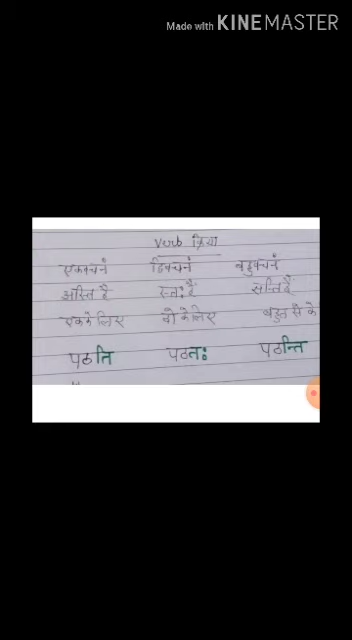 Made with KINEMASTER
Verb क्रिया
एकवचनं द्विवचनं बहुवचनं
अस्ति है स्तः हैं सन्ति हैं
एक के लिए दो के लिए बहुत से के
पठति पठतः पठन्ति